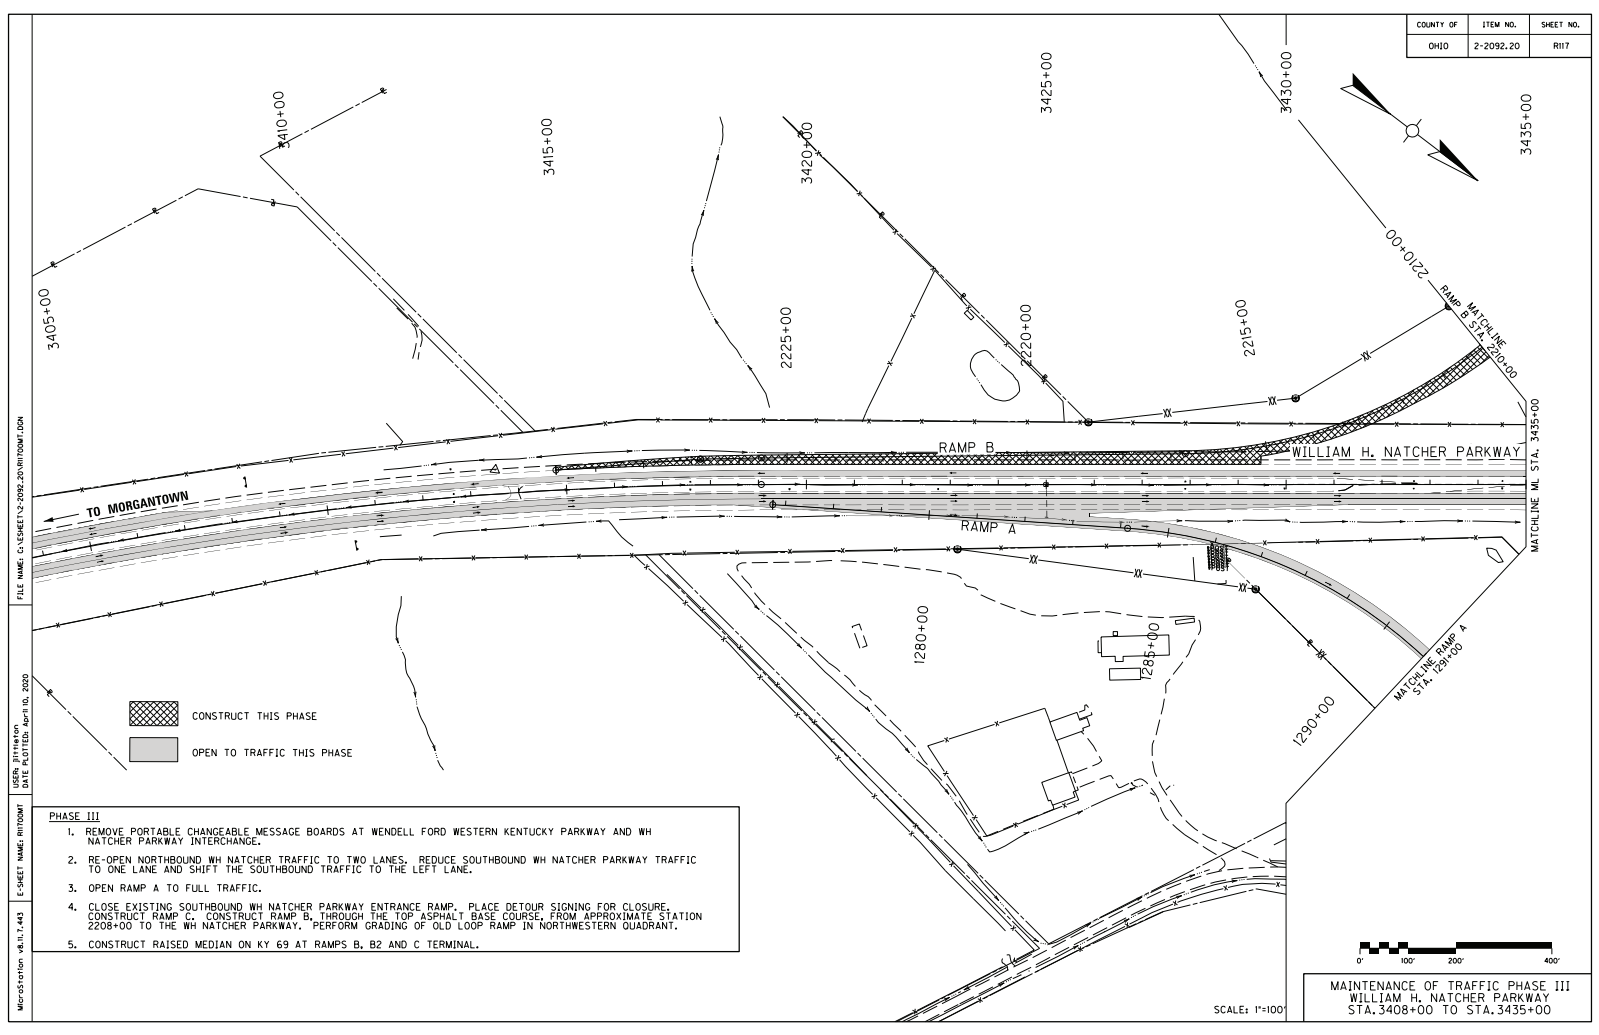 COUNTY OF
ITEM NO.
SHEET NO.
OHIO
2-2092.20
R117
3405+00
3410+00
3415+00
3420+00
3425+00
3430+00
3435+00
2225+00
2220+00
2215+00
2210+00
MATCHLINE
RAMP B STA. 2210+00
RAMP B
WILLIAM H. NATCHER PARKWAY
MATCHLINE ML STA. 3435+00
TO MORGANTOWN
RAMP A
1280+00
1285+00
1290+00
MATCHLINE RAMP A
STA. 1291+00
CONSTRUCT THIS PHASE
OPEN TO TRAFFIC THIS PHASE
PHASE III
1. REMOVE PORTABLE CHANGEABLE MESSAGE BOARDS AT WENDELL FORD WESTERN KENTUCKY PARKWAY AND WH
NATCHER PARKWAY INTERCHANGE.
2. RE-OPEN NORTHBOUND WH NATCHER TRAFFIC TO TWO LANES. REDUCE SOUTHBOUND WH NATCHER PARKWAY TRAFFIC
TO ONE LANE AND SHIFT THE SOUTHBOUND TRAFFIC TO THE LEFT LANE.
3. OPEN RAMP A TO FULL TRAFFIC.
4. CLOSE EXISTING SOUTHBOUND WH NATCHER PARKWAY ENTRANCE RAMP. PLACE DETOUR SIGNING FOR CLOSURE.
CONSTRUCT RAMP C. CONSTRUCT RAMP B, THROUGH THE TOP ASPHALT BASE COURSE, FROM APPROXIMATE STATION
2208+00 TO THE WH NATCHER PARKWAY. PERFORM GRADING OF OLD LOOP RAMP IN NORTHWESTERN QUADRANT.
5. CONSTRUCT RAISED MEDIAN ON KY 69 AT RAMPS B, B2 AND C TERMINAL.
0' 100' 200' 400'
SCALE: 1"=100'
MAINTENANCE OF TRAFFIC PHASE III
WILLIAM H. NATCHER PARKWAY
STA.3408+00 TO STA.3435+00
FILE NAME: C:\ESHEET\2-2092.20\R11700MT.DGN
USER: jlittleton
DATE PLOTTED: April 10, 2020
E-SHEET NAME: R11700MT
MicroStation v8.11.7.443